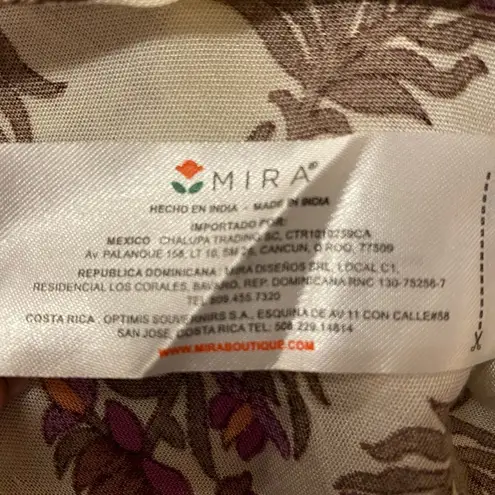 MIRA®
HECHO EN INDIA - MADE IN INDIA
IMPORTADO POR:
MEXICO CHALUPA TRADING SC, CTR1010259CA
Av. PALANQUE 158, LT 10, SM 26, CANCUN, Q ROO, 77509
REPUBLICA DOMINICANA: MIRA DISEÑOS SRL, LOCAL C1,
RESIDENCIAL LOS CORALES, BAVARO, REP. DOMINICANA RNC 130-75256-7
TEL 809.455.7320
COSTA RICA, OPTIMIS SOUVENIRS S.A., ESQUINA DE AV 11 CON CALLE#58
SAN JOSE, COSTA RICA TEL: 506.229.14814
WWW.MIRABOUTIQUE.COM